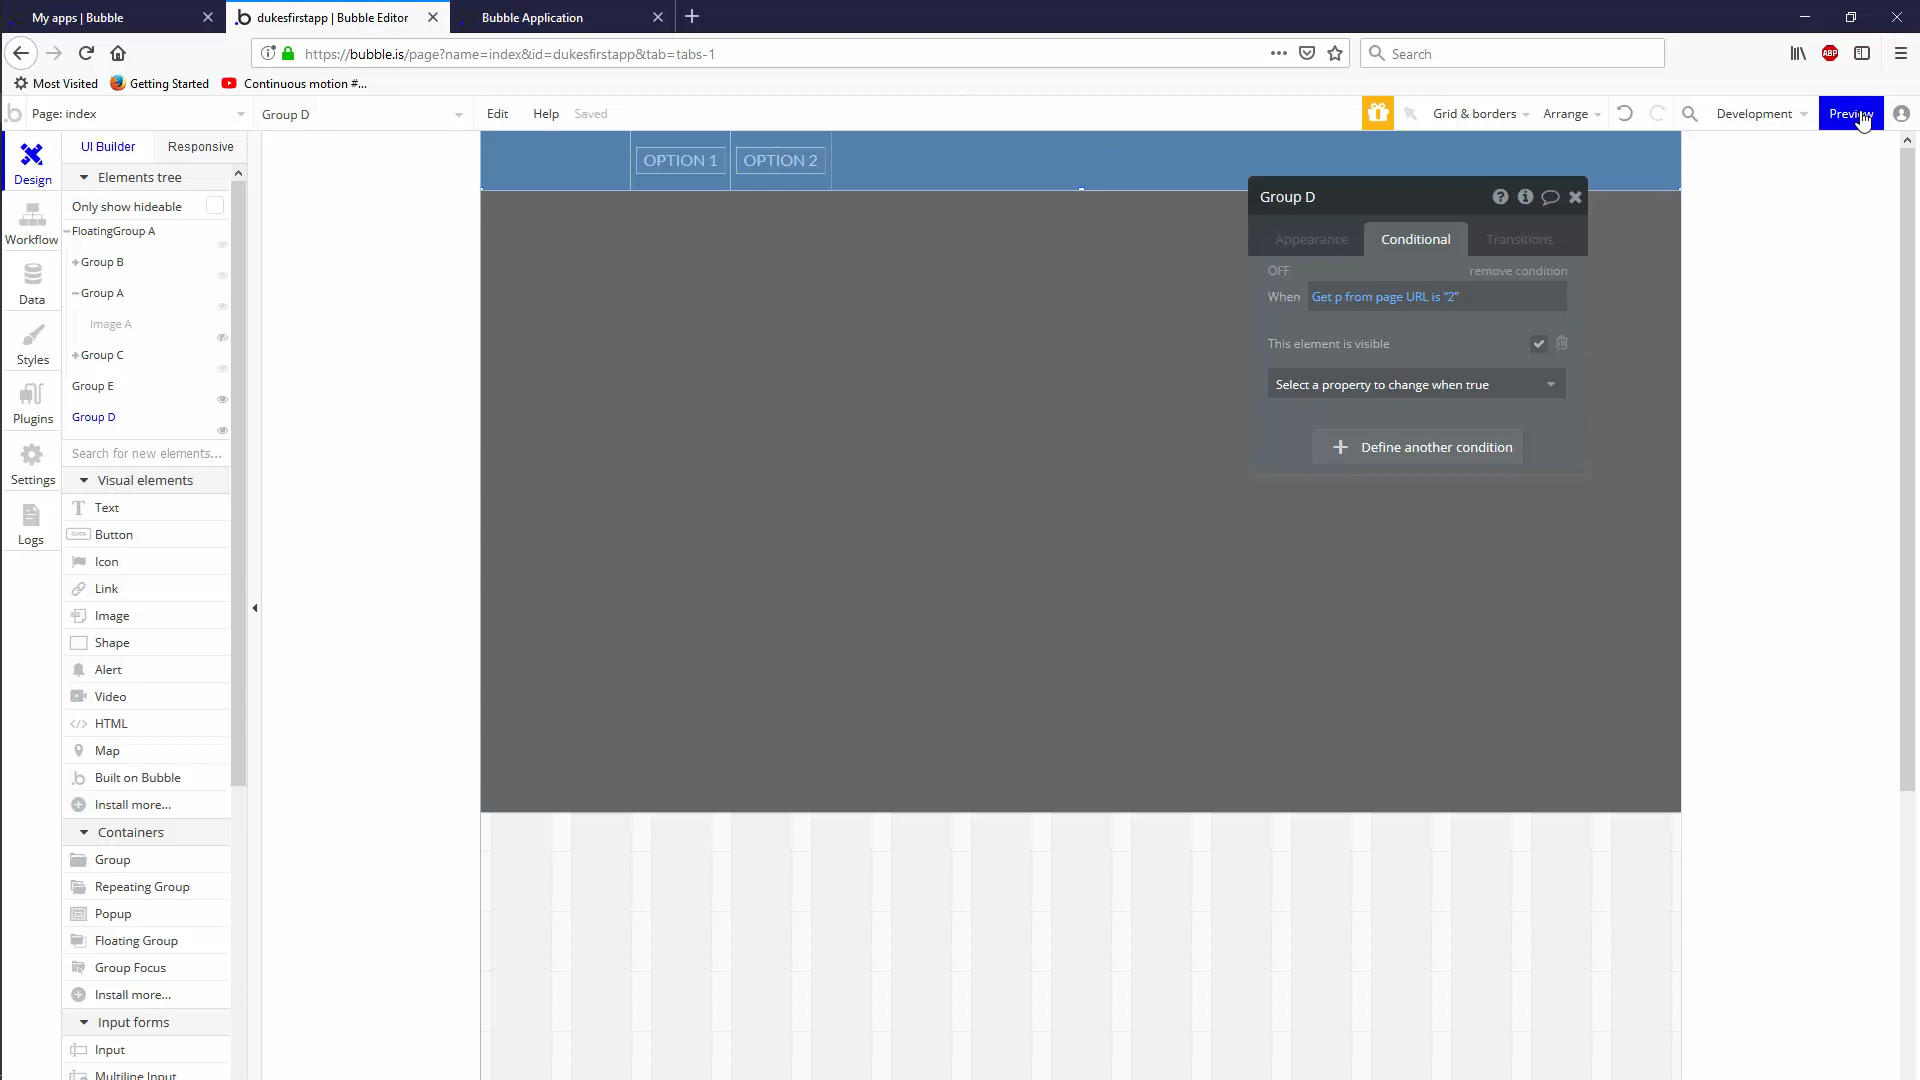 My apps | Bubble
dukesfirstapp | Bubble Editor
Bubble Application
https://bubble.is/page?name=index&id=dukesfirstapp&tab=tabs-1
Search
Most Visited
Getting Started
Continuous motion #...
Page: index
Group D
Edit
Help
Saved
Grid & borders
Arrange
Development
Preview
Design
Workflow
Data
Styles
Plugins
Settings
Logs
UI Builder
Responsive
Elements tree
Only show hideable
FloatingGroup A
Group B
Group A
Image A
Group C
Group E
Group D
Search for new elements...
Visual elements
Text
Button
Icon
Link
Image
Shape
Alert
Video
HTML
Map
Built on Bubble
Install more...
Containers
Group
Repeating Group
Popup
Floating Group
Group Focus
Install more...
Input forms
Input
Multiline Input
OPTION 1
OPTION 2
Group D
Appearance
Conditional
Transitions
OFF
remove condition
When
Get p from page URL is "2"
This element is visible
Select a property to change when true
Define another condition